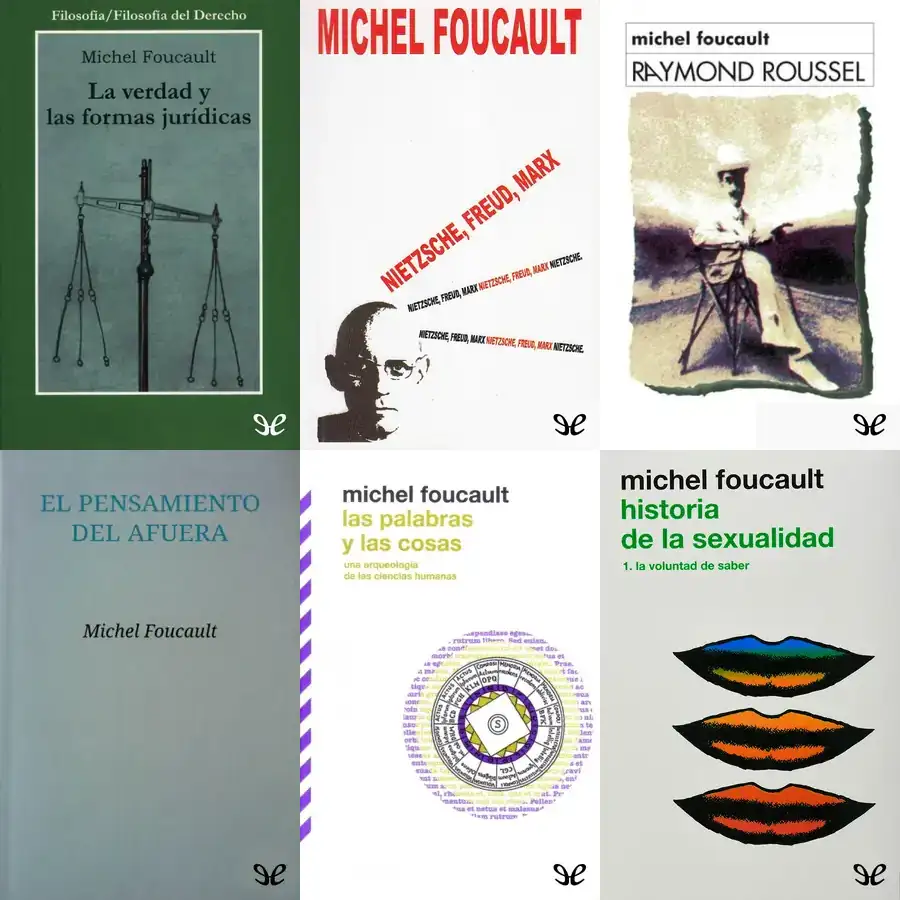 Filosofía/Filosofía del Derecho
Michel Foucault
La verdad y
las formas jurídicas
MICHEL FOUCAULT
NIETZSCHE, FREUD, MARX
NIETZSCHE, FREUD, MARX NIETZSCHE, FREUD, MARX NIETZSCHE.
NIETZSCHE, FREUD, MARX NIETZSCHE, FREUD, MARX NIETZSCHE.
michel foucault
RAYMOND ROUSSEL
EL PENSAMIENTO
DEL AFUERA
Michel Foucault
michel foucault
las palabras
y las cosas
una arqueología
de las ciencias humanas
michel foucault
historia
de la sexualidad
1. la voluntad de saber